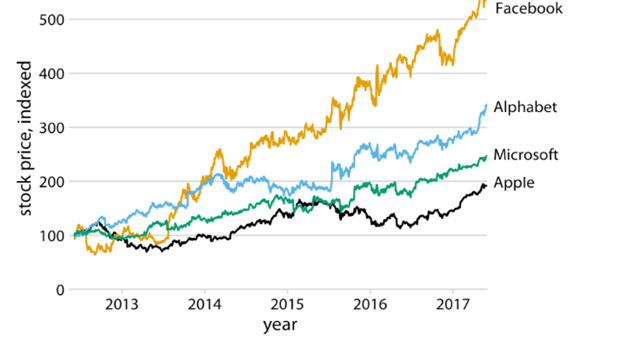 Facebook
500
400
Alphabet
300
Microsoft
200
Apple
100
0
stock price, indexed
2013 2014 2015 2016 2017
year